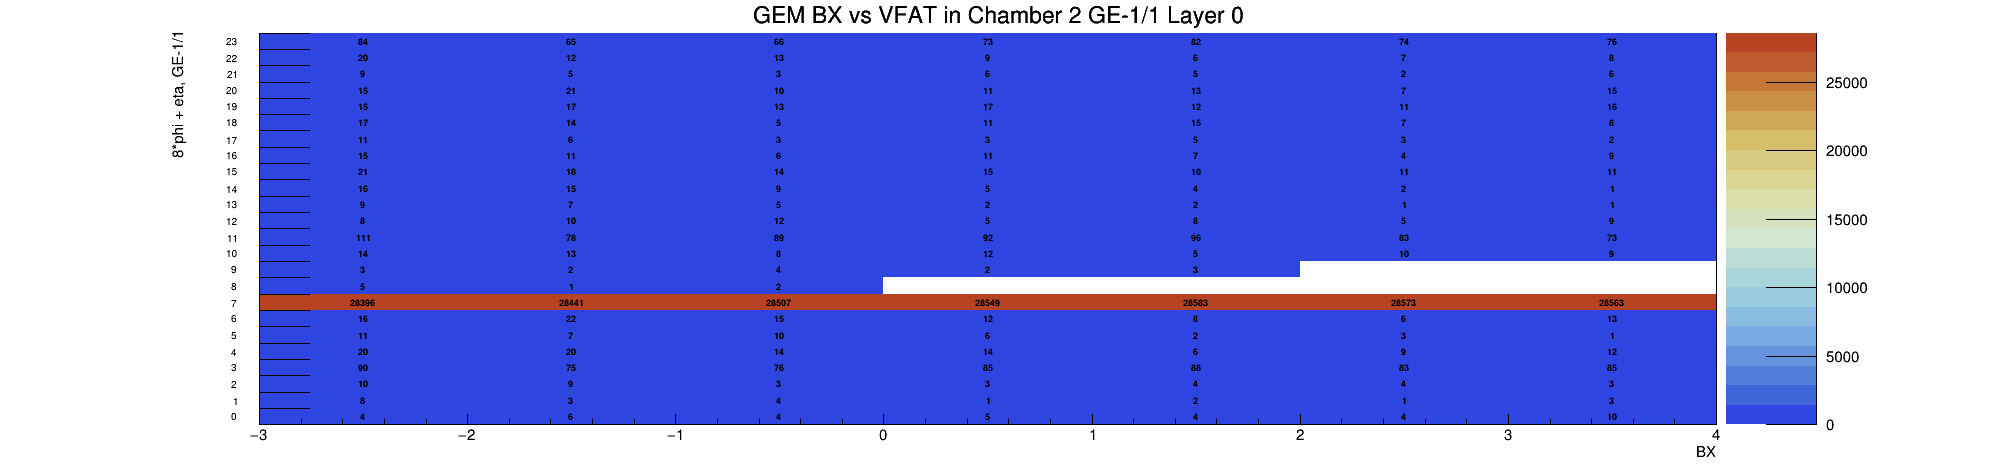 GEM BX vs VFAT in Chamber 2 GE-1/1 Layer 0
8*phi + eta, GE-1/1
23 84 65 66 73 82 74 76
22 20 12 13 9 6 7 8
21 9 5 3 6 5 2 6
20 15 21 10 11 13 7 15
19 15 17 13 17 12 11 16
18 17 14 5 11 15 7 8
17 11 6 3 3 5 3 2
16 15 11 6 11 7 4 9
15 21 18 14 15 10 11 11
14 16 15 9 5 4 2 1
13 9 7 5 2 2 1 1
12 8 10 12 5 8 5 9
11 111 78 89 92 96 83 73
10 14 13 8 12 5 10 9
9 3 2 4 2 3
8 5 1 2
7 28396 28441 28507 28549 28583 28573 28563
6 16 22 15 12 8 6 13
5 11 7 10 6 2 3 1
4 20 20 14 14 6 9 12
3 90 75 76 85 88 83 85
2 10 9 3 3 4 4 3
1 8 3 4 1 2 1 3
0 4 6 4 5 4 4 10
−3 −2 −1 0 1 2 3 4
BX
25000
20000
15000
10000
5000
0